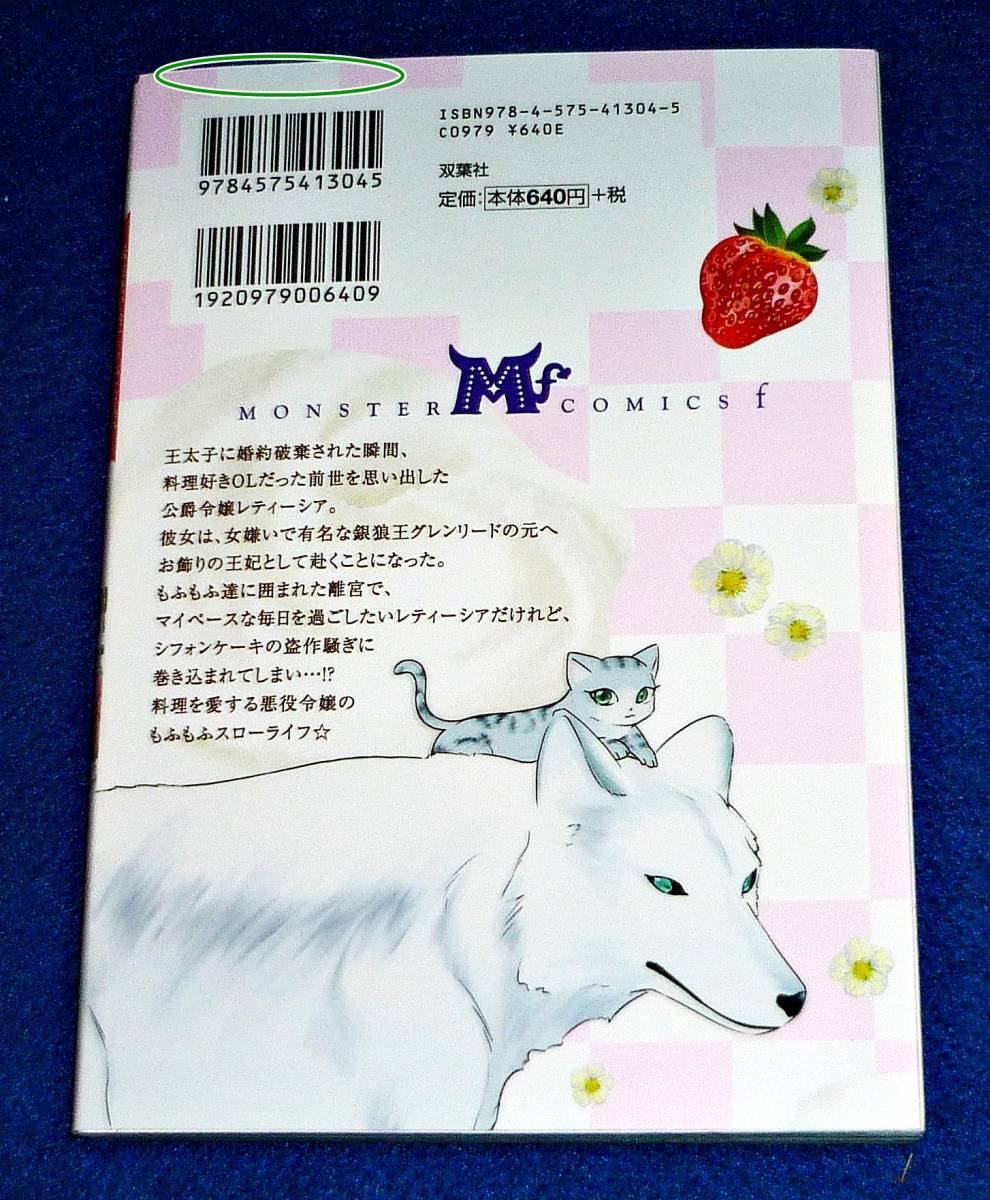 ISBN978-4-575-41304-5
C0979 ¥640E
9784575413045
双葉社
定価:本体640円+税
1920979006409
MONSTER Mf COMICS f
王太子に婚約破棄された瞬間、
料理好きOLだった前世を思い出した
公爵令嬢レティーシア。
彼女は、女嫌いで有名な銀狼王グレンリードの元へ
お飾りの王妃として赴くことになった。
もふもふ達に囲まれた離宮で、
マイペースな毎日を過ごしたいレティーシアだけれど、
シフォンケーキの盗作騒ぎに
巻き込まれてしまい…!?
料理を愛する悪役令嬢の
もふもふスローライフ☆